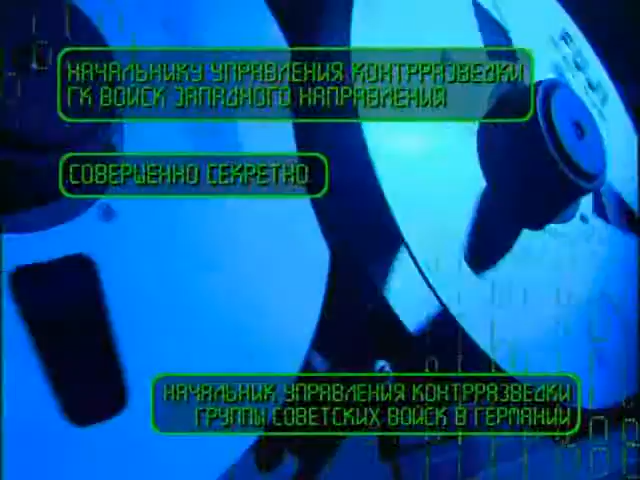 НАЧАЛЬНИКУ УПРАВЛЕНИЯ КОНТРРАЗВЕДКИ
ГК ВОЙСК ЗАПАДНОГО НАПРАВЛЕНИЯ
СОВЕРШЕННО СЕКРЕТНО
НАЧАЛЬНИК УПРАВЛЕНИЯ КОНТРРАЗВЕДКИ
ГРУППЫ СОВЕТСКИХ ВОЙСК В ГЕРМАНИИ